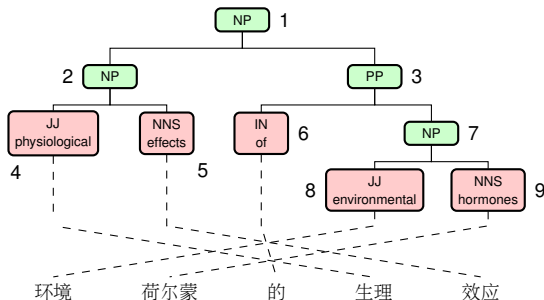 NP 1
2 NP PP 3
JJ NNS IN 6 NP 7
physiological effects of
4 5 8 JJ NNS 9
environmental hormones
环境 荷尔蒙 的 生理 效应